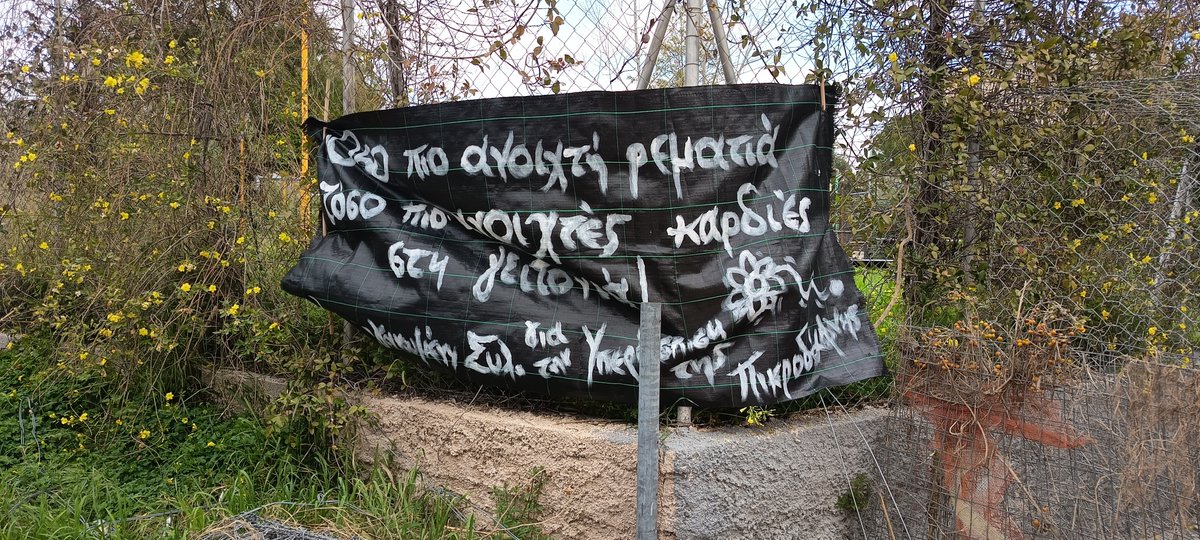 Όσο πιο ανοιχτή ρεματιά
Τόσο πιο ανοιχτές καρδιές
στη γειτονιά!
Συλ. για την Υπεράσπιση της Πικροδάφνης